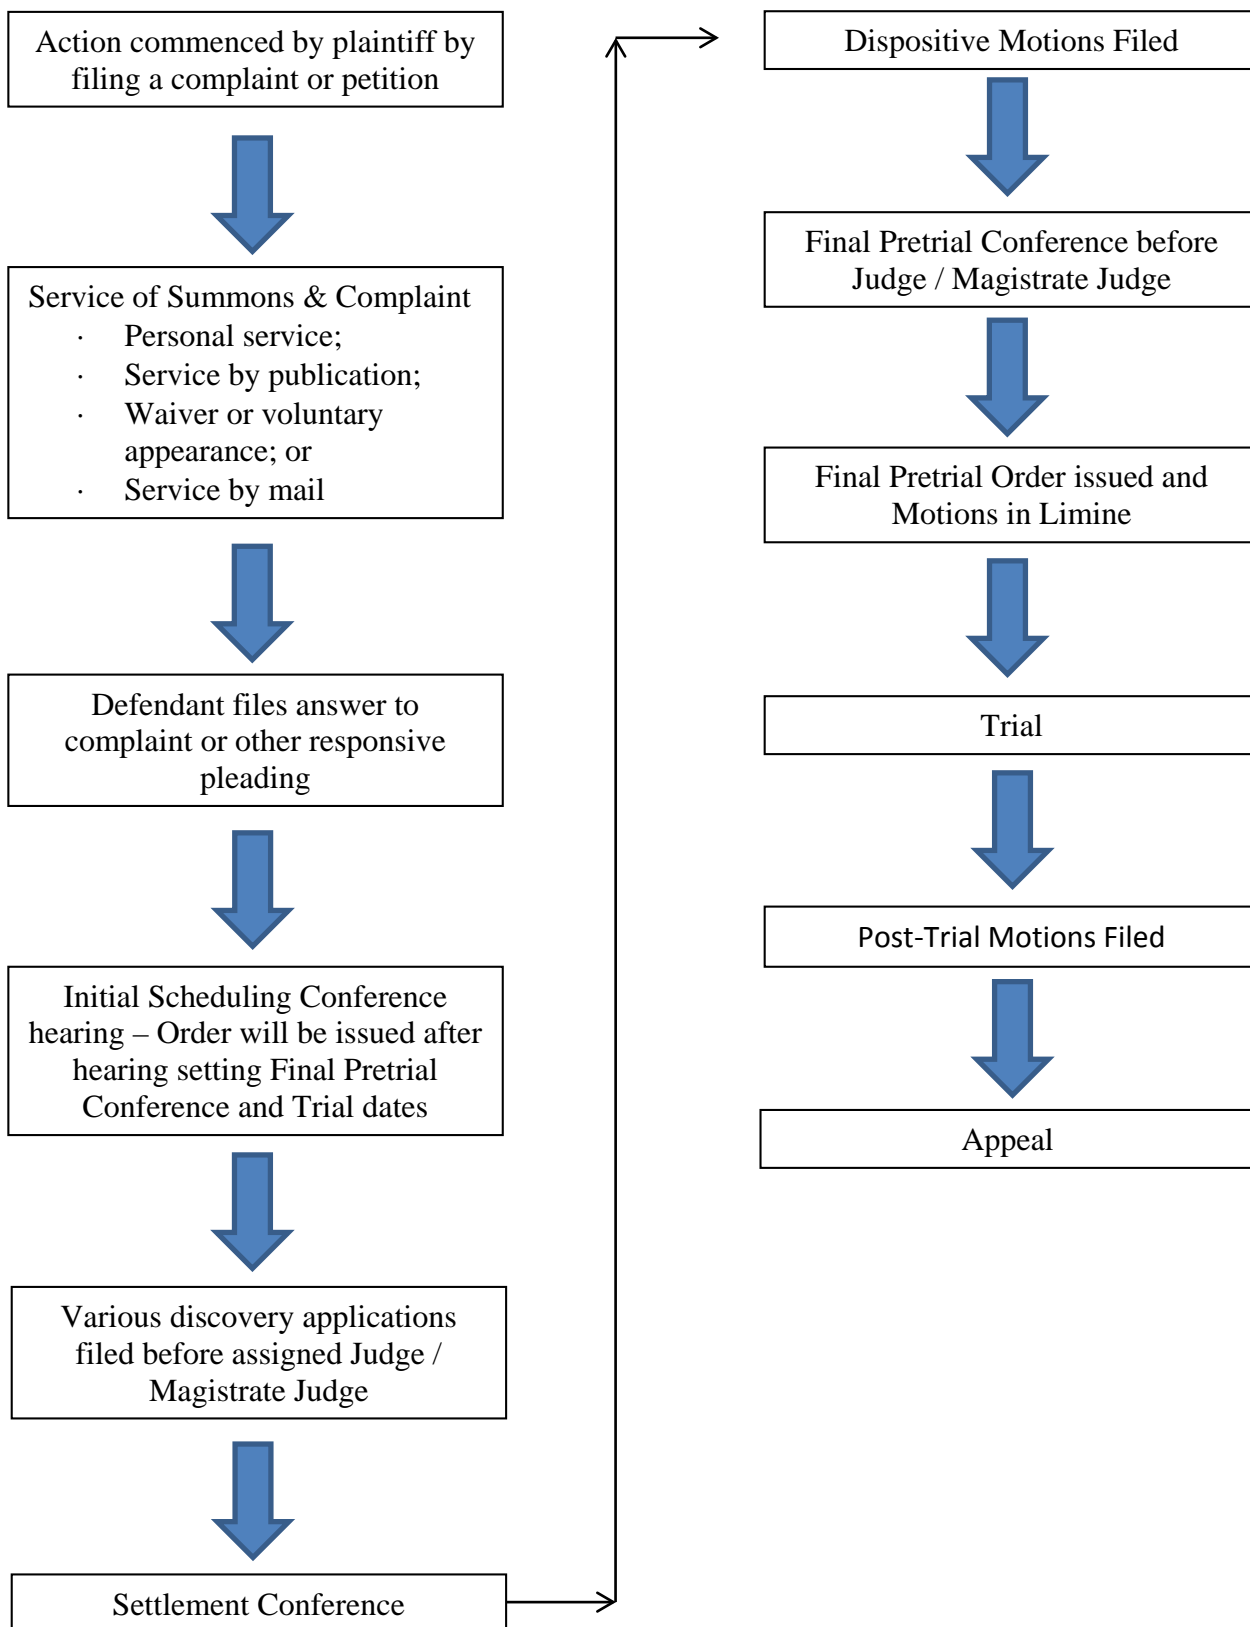 Action commenced by plaintiff by
filing a complaint or petition
Service of Summons & Complaint
· Personal service;
· Service by publication;
· Waiver or voluntary
appearance; or
· Service by mail
Defendant files answer to
complaint or other responsive
pleading
Initial Scheduling Conference
hearing – Order will be issued after
hearing setting Final Pretrial
Conference and Trial dates
Various discovery applications
filed before assigned Judge /
Magistrate Judge
Settlement Conference
Dispositive Motions Filed
Final Pretrial Conference before
Judge / Magistrate Judge
Final Pretrial Order issued and
Motions in Limine
Trial
Post-Trial Motions Filed
Appeal